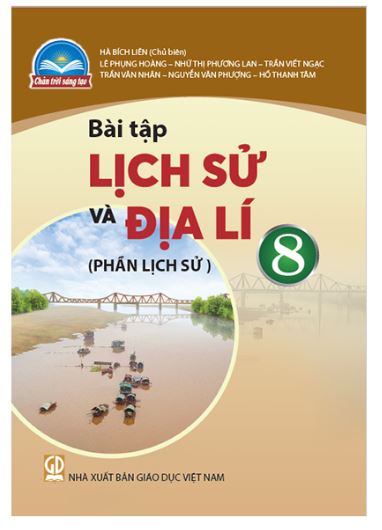 HÀ BÍCH LIÊN (Chủ biên)
LÊ PHỤNG HOÀNG – NHỮ THỊ PHƯƠNG LAN – TRẦN VIẾT NGẠC
TRẦN VĂN NHÂN – NGUYỄN VĂN PHƯỢNG – HỒ THANH TÂM
Chân trời sáng tạo
Bài tập
LỊCH SỬ
và ĐỊA LÍ 8
(PHẦN LỊCH SỬ )
GD
NHÀ XUẤT BẢN GIÁO DỤC VIỆT NAM